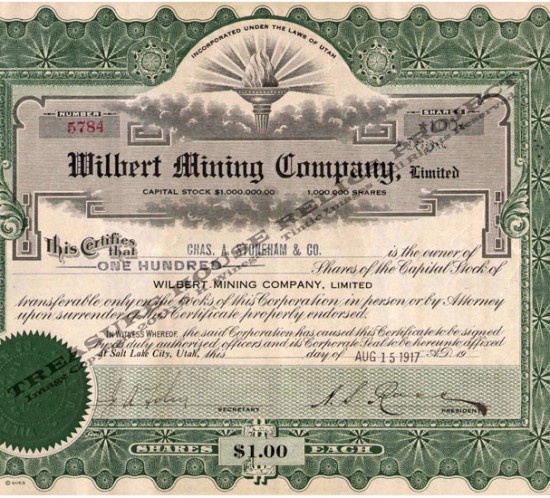 INCORPORATED UNDER THE LAWS OF UTAH
NUMBER
5784
SHARES
Wilbert Mining Company, Limited
CAPITAL STOCK $1,000,000.00 1,000,000 SHARES
This Certifies that CHAS. A. STONEHAM & CO. is the owner of
ONE HUNDRED Shares of the Capital Stock of
WILBERT MINING COMPANY, LIMITED
transferable only on the books of this Corporation in person or by Attorney
upon surrender of Certificate properly endorsed.
IN WITNESS WHEREOF, the said Corporation has caused this Certificate to be signed
by its duly authorized officers and its Corporate Seal to be hereunto affixed
at Salt Lake City, Utah, this day of AUG 15 1917 A.D. 19
SECRETARY
PRESIDENT
SHARES $1.00 EACH
TREASURE CHASE RELICS PROJECT